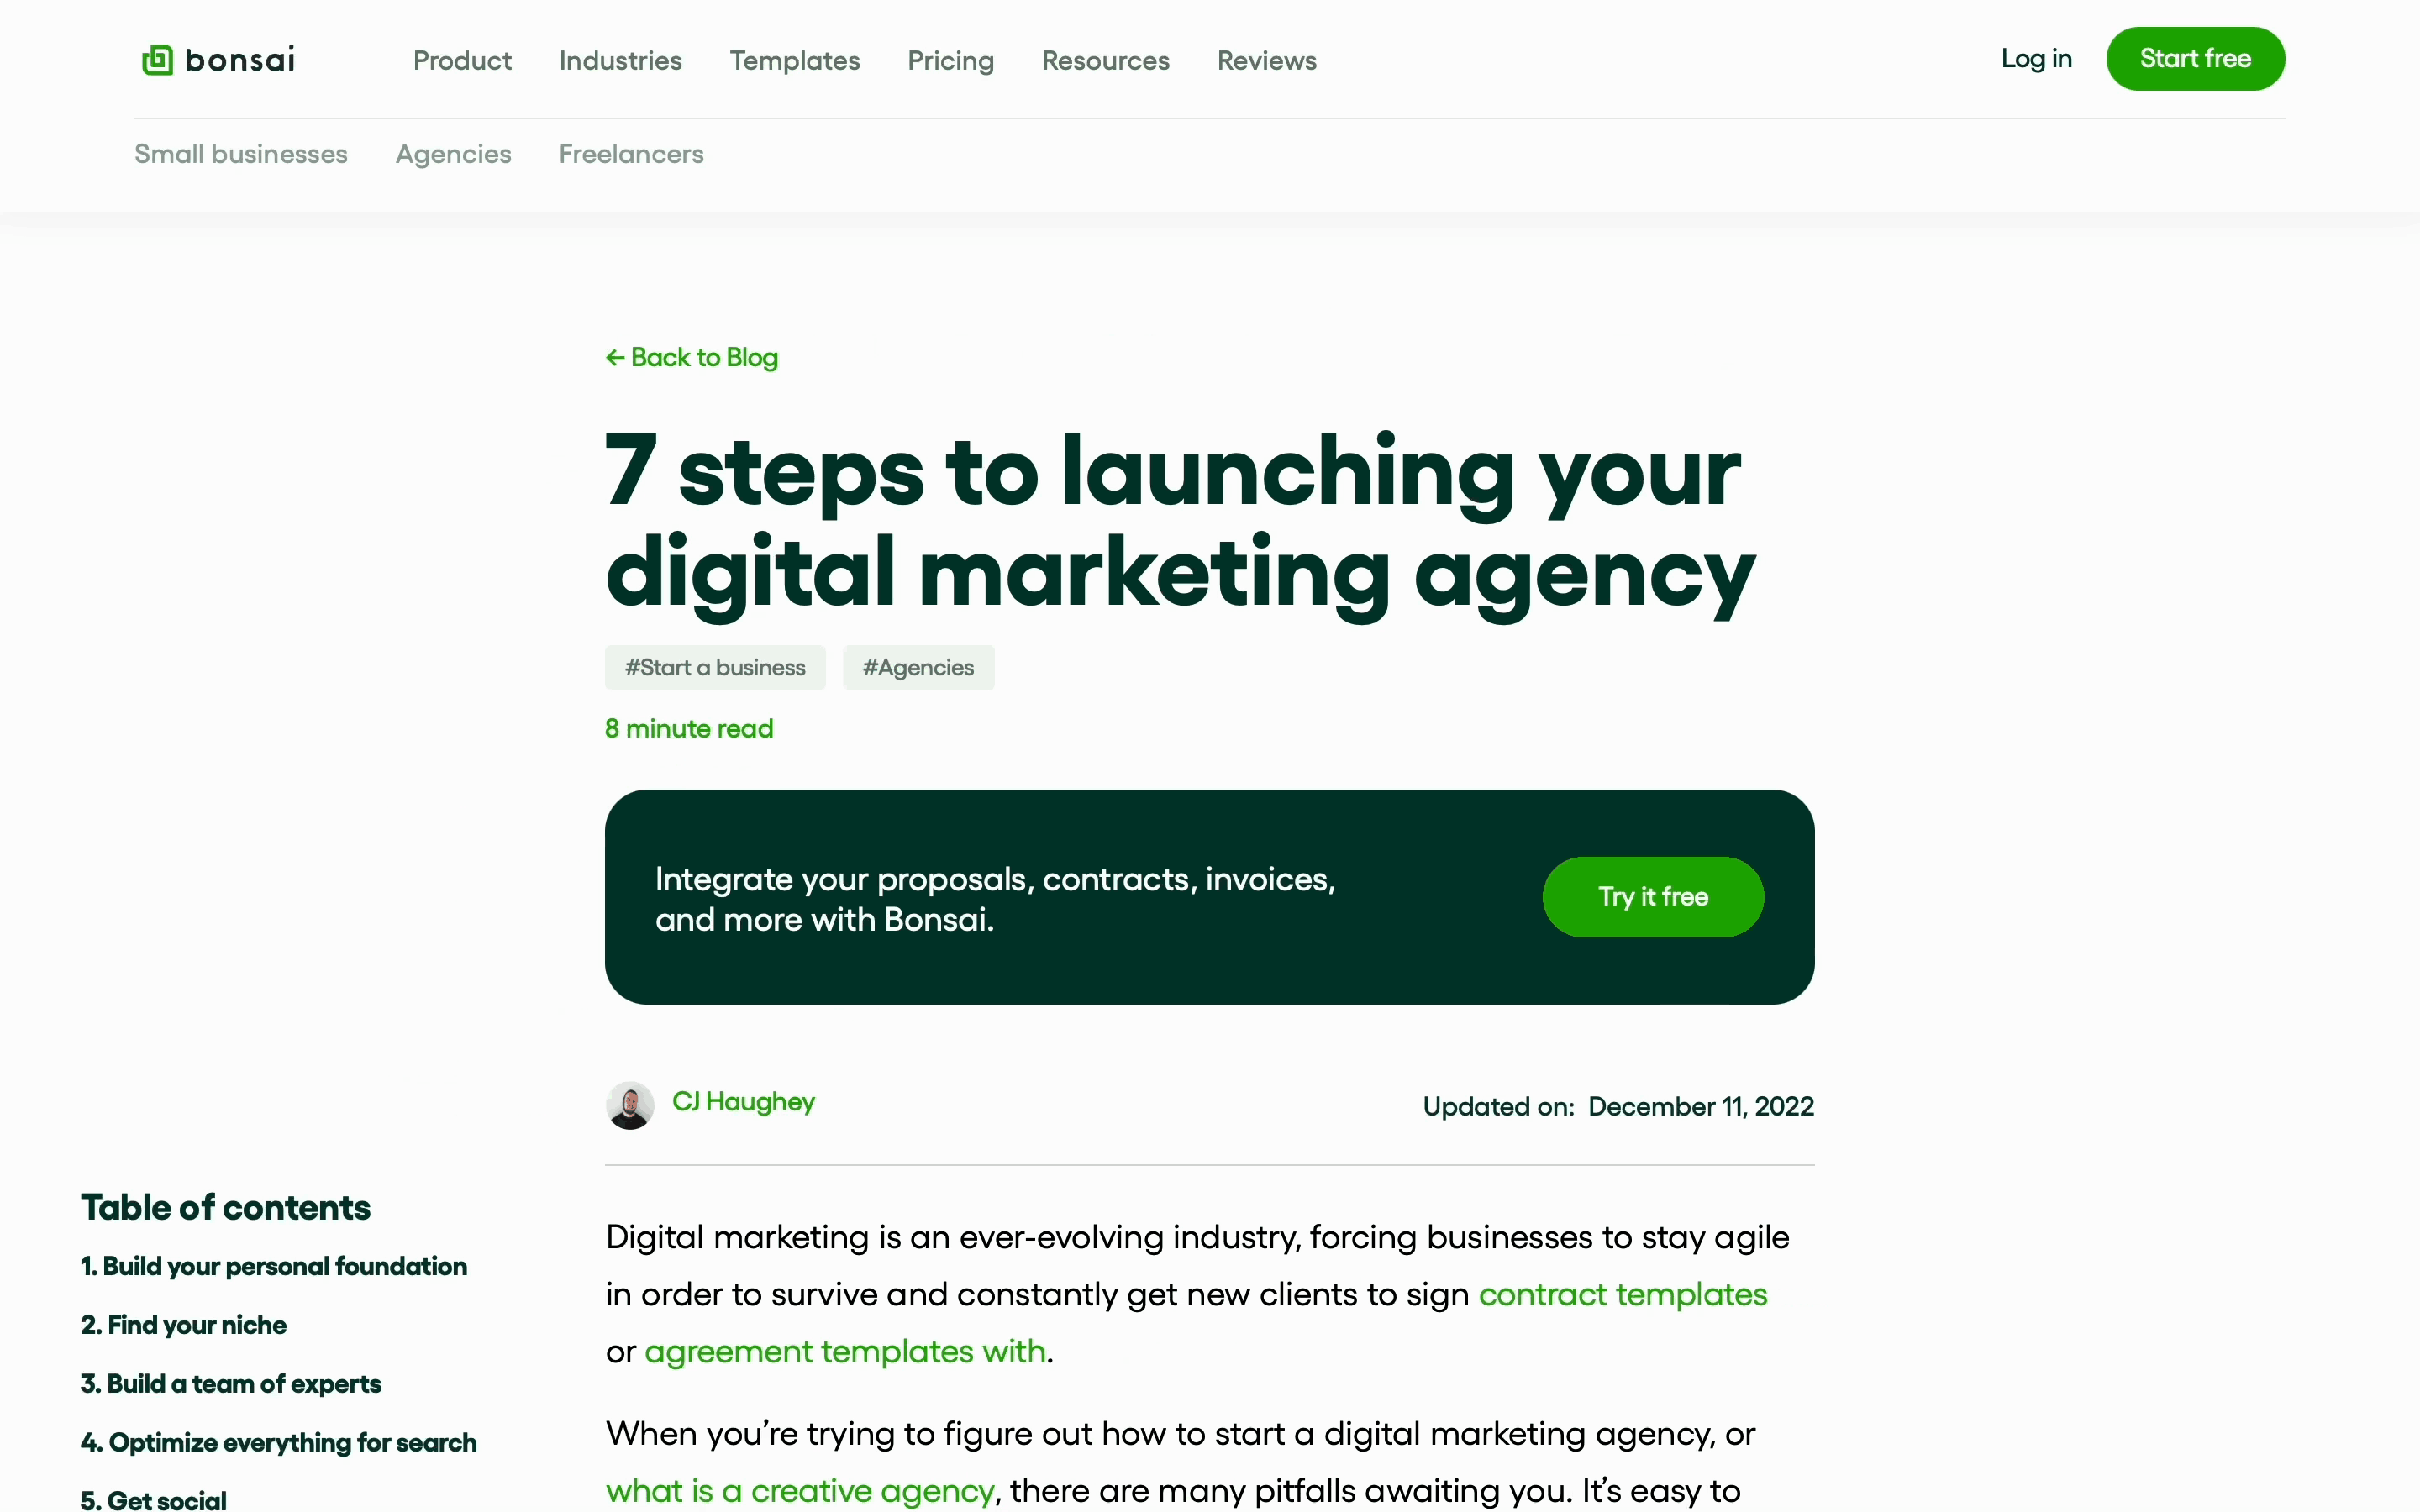 bonsai
Product Industries Templates Pricing Resources Reviews
Log in
Start free
Small businesses Agencies Freelancers
← Back to Blog
7 steps to launching your
digital marketing agency
#Start a business #Agencies
8 minute read
Integrate your proposals, contracts, invoices,
and more with Bonsai.
Try it free
CJ Haughey
Updated on: December 11, 2022
Table of contents
1. Build your personal foundation
2. Find your niche
3. Build a team of experts
4. Optimize everything for search
5. Get social
Digital marketing is an ever-evolving industry, forcing businesses to stay agile
in order to survive and constantly get new clients to sign contract templates
or agreement templates with.
When you’re trying to figure out how to start a digital marketing agency, or
what is a creative agency, there are many pitfalls awaiting you. It’s easy to